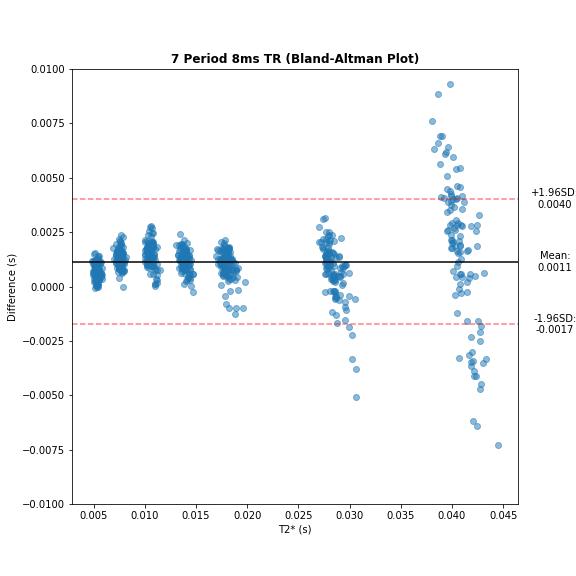 7 Period 8ms TR (Bland-Altman Plot)
0.0100
0.0075
0.0050
0.0025
0.0000
−0.0025
−0.0050
−0.0075
−0.0100
Difference (s)
+1.96SD:
0.0040
Mean:
0.0011
-1.96SD:
-0.0017
0.005 0.010 0.015 0.020 0.025 0.030 0.035 0.040 0.045
T2* (s)